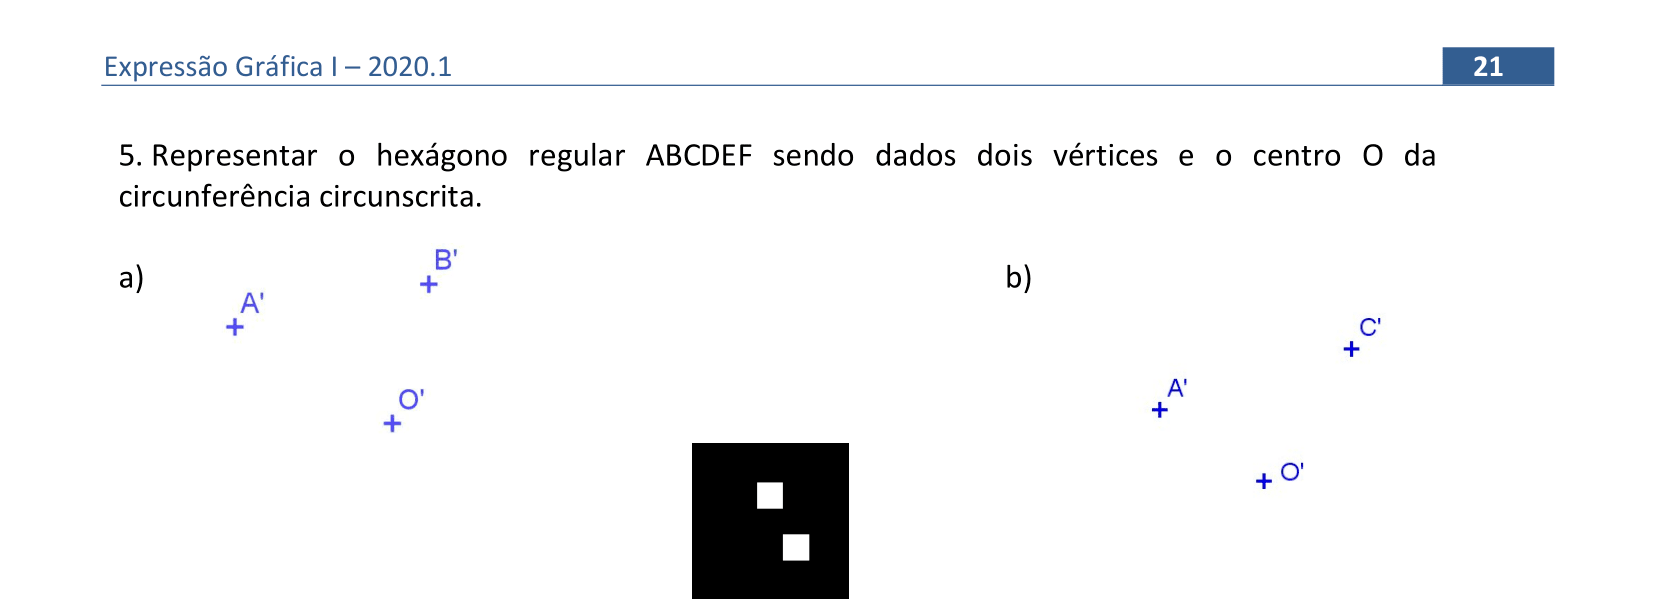 Expressão Gráfica I – 2020.1
21
5. Representar o hexágono regular ABCDEF sendo dados dois vértices e o centro O da
circunferência circunscrita.
a)
B'
A'
O'
b)
C'
A'
O'